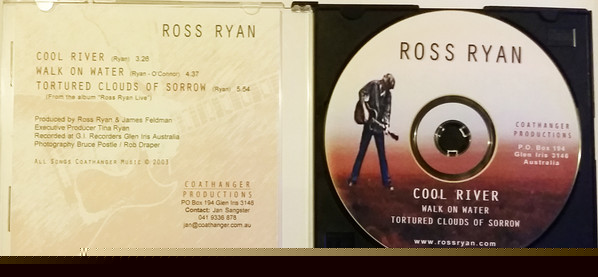 ROSS RYAN
COOL RIVER (Ryan) 3.26
WALK ON WATER (Ryan - O'Connor) 4.37
TORTURED CLOUDS OF SORROW (Ryan) 5.54
(From the album "Ross Ryan Live")
Produced by Ross Ryan & James Feldman
Executive Producer Tina Ryan
Recorded at G.I. Recorders Glen Iris Australia
Photography Bruce Postle / Rob Draper
ALL SONGS COATHANGER MUSIC © 2003
COATHANGER
PRODUCTIONS
PO Box 194 Glen Iris 3146
Contact: Jan Sangster
041 9336 878
jan@coathanger.com.au
ROSS RYAN
COATHANGER
PRODUCTIONS
P.O. Box 194
Glen Iris 3146
Australia
COOL RIVER
WALK ON WATER
TORTURED CLOUDS OF SORROW
www.rossryan.com